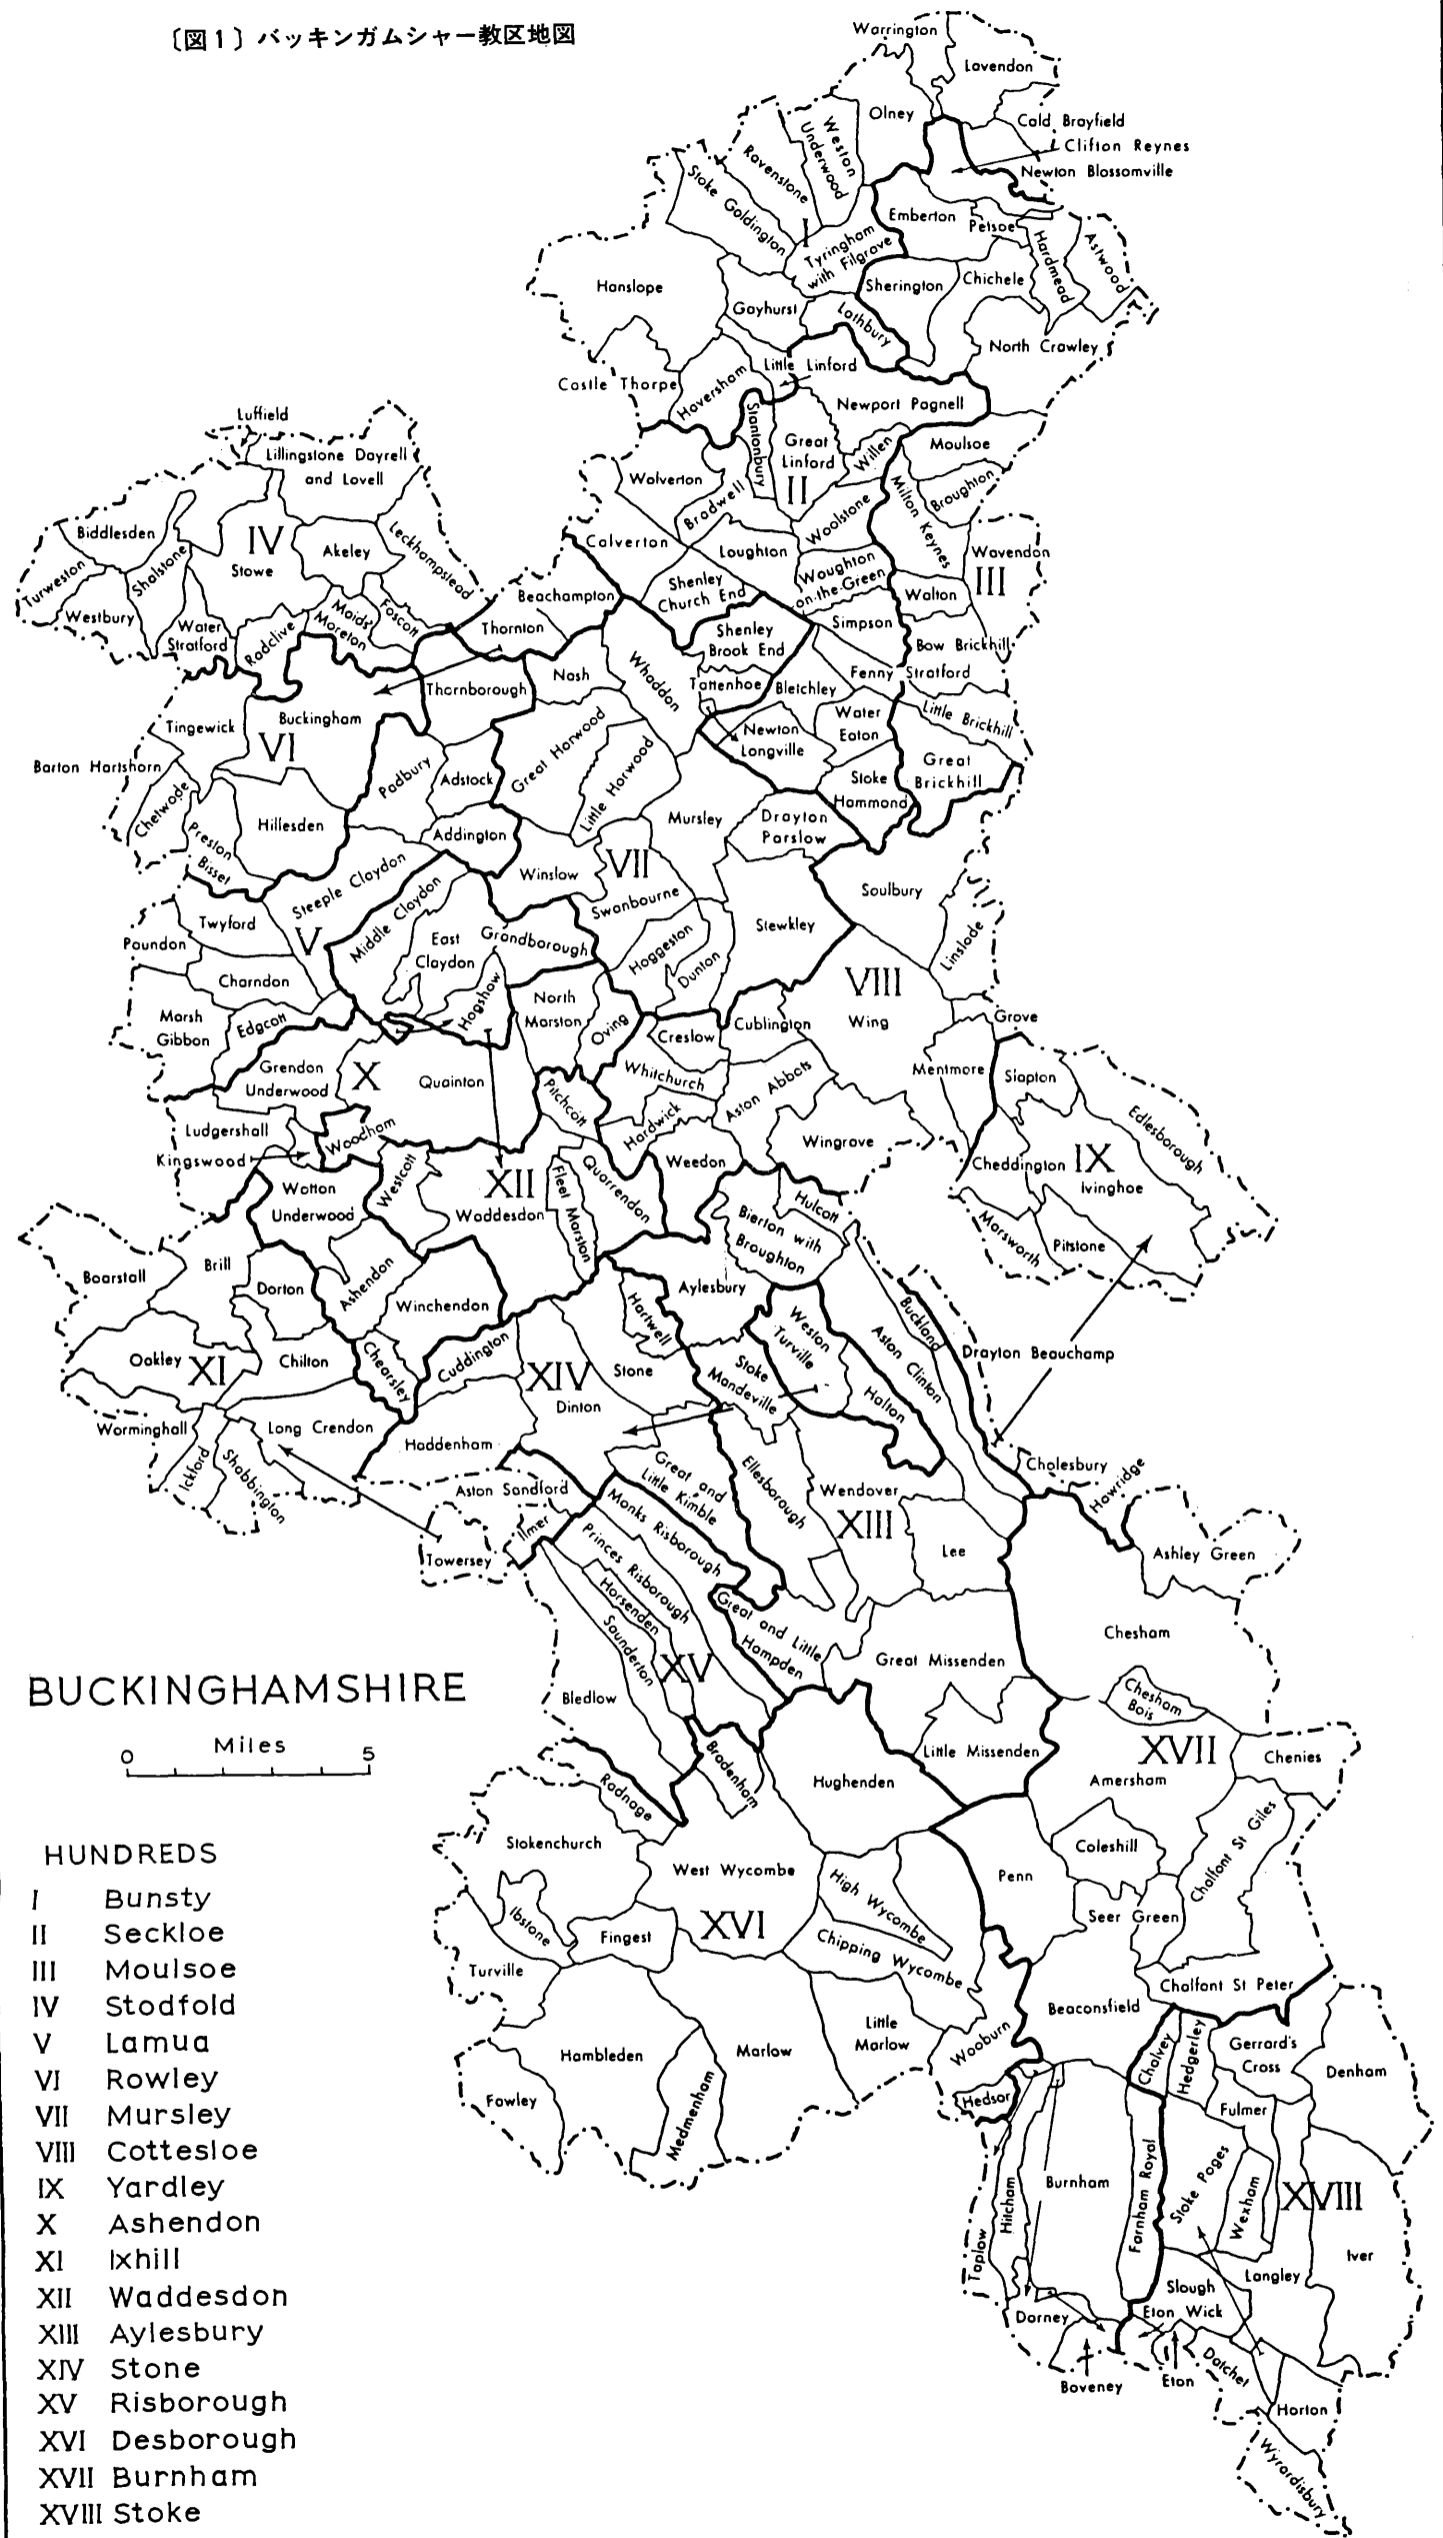 〔図1〕バッキンガムシャー教区地図
Warrington
Lavendon
Olney
Cold Brayfield
Clifton Reynes
Newton Blossomville
Weston
Underwood
Ravenstone
Stoke Goldington
Emberton
Petsoe
Hardmead
Astwood
Tyringham
with Filgrave
Hanslope
Sherington
Chichele
Gayhurst
Lathbury
North Crawley
Castle Thorpe
Haversham
Little Linford
Newport Pagnell
Stantonbury
Great
Linford
Willen
Moulsoe
II
Wolverton
Bradwell
Woolstone
Milton Keynes
Broughton
Calverton
Loughton
Woughton
on-the-Green
Wavendon
III
Walton
Shenley
Church End
Simpson
Bow Brickhill
Luffield
Lillingstone Dayrell
and Lovell
Biddlesden
IV
Stowe
Akeley
Leckhampstead
Turweston
Shalstone
Westbury
Water
Stratford
Radclive
Maids'
Moreton
Foscott
Beachampton
Thornton
Shenley
Brook End
Whaddon
Tattenhoe
Bletchley
Fenny Stratford
Nash
Thornborough
Tingewick
Buckingham
VI
Water
Eaton
Little Brickhill
Newton
Longville
Great
Brickhill
Great Horwood
Little Horwood
Barton Hartshorn
Chetwode
Padbury
Adstock
Stoke
Hammond
Preston
Bisset
Hillesden
Addington
Mursley
Drayton
Parslow
Steeple Claydon
Winslow
VII
Swanbourne
Soulbury
Twyford
Middle Claydon
V
Poundon
East
Claydon
Grandborough
Hoggeston
Dunton
Stewkley
Linslade
Charndon
Hogshaw
North
Marston
Oving
VIII
Wing
Marsh
Gibbon
Edgcott
Creslow
Cublington
Grove
Grendon
Underwood
X
Quainton
Whitchurch
Aston Abbots
Mentmore
Slapton
Edlesborough
Pitchcott
Hardwick
Ludgershall
Woodham
Kingswood
Wingrave
Weedon
Cheddington
IX
Ivinghoe
Wotton
Underwood
Westcott
XII
Waddesdon
Fleet Marston
Quarrendon
Hulcott
Bierton with
Broughton
Marsworth
Pitstone
Boarstall
Brill
Dorton
Ashendon
Winchendon
Aylesbury
Hartwell
Weston
Turville
Buckland
Aston Clinton
Drayton Beauchamp
Oakley
XI
Chilton
Chearsley
Cuddington
XIV
Dinton
Stone
Stoke
Mandeville
Halton
Worminghall
Long Crendon
Haddenham
Ickford
Shabbington
Aston Sandford
Great and
Little Kimble
Ellesborough
Wendover
XIII
Cholesbury
Hawridge
Ilmer
Monks Risborough
Princes Risborough
Lee
Ashley Green
Towersey
Horsenden
Saunderton
XV
Great and Little
Hampden
Great Missenden
Chesham
Bledlow
Chesham
Bois
Bradenham
Little Missenden
XVII
Amersham
Chenies
Hughenden
Radnage
Stokenchurch
West Wycombe
Penn
Coleshill
Chalfont St Giles
High Wycombe
Ibstone
Fingest
XVI
Chipping Wycombe
Seer Green
Turville
Chalfont St Peter
Beaconsfield
Little
Marlow
Marlow
Wooburn
Hambleden
Medmenham
Fawley
Hedsor
Chalvey
Hedgerley
Gerrard's
Cross
Denham
Fulmer
Burnham
Hitcham
Taplow
Farnham Royal
Stoke Poges
Wexham
XVIII
Iver
Langley
Slough
Dorney
Eton Wick
Boveney
Eton
Datchet
Horton
Wyrardisbury
BUCKINGHAMSHIRE
Miles
0 5
HUNDREDS
I Bunsty
II Seckloe
III Moulsoe
IV Stodfold
V Lamua
VI Rowley
VII Mursley
VIII Cottesloe
IX Yardley
X Ashendon
XI Ixhill
XII Waddesdon
XIII Aylesbury
XIV Stone
XV Risborough
XVI Desborough
XVII Burnham
XVIII Stoke